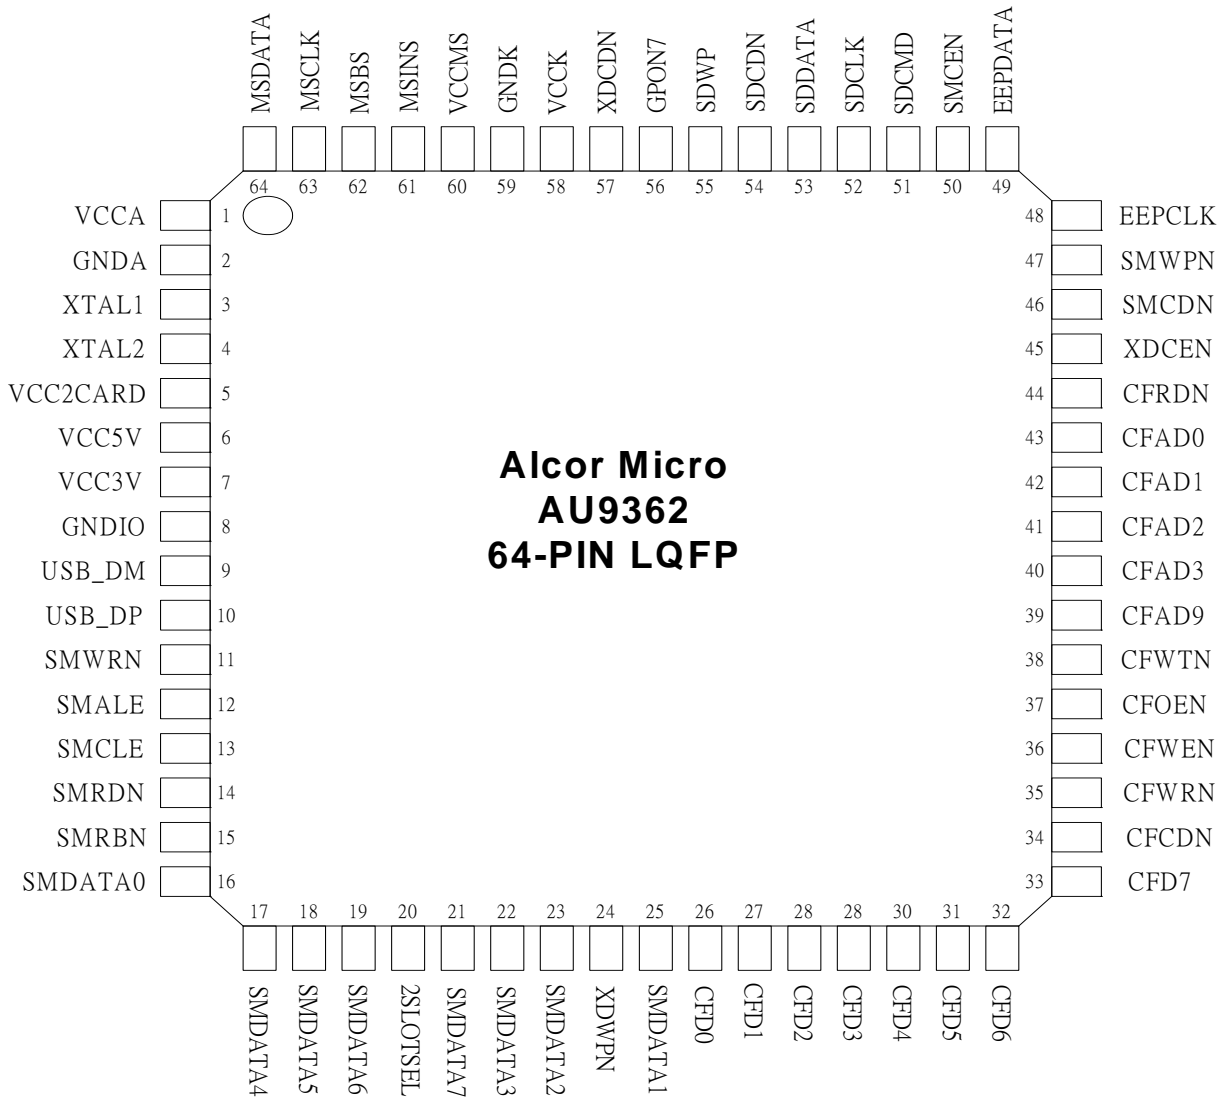 MSDATA
MSCLK
MSBS
MSINS
VCCMS
GNDK
VCCK
XDCDN
GPON7
SDWP
SDCDN
SDDATA
SDCLK
SDCMD
SMCEN
EEPDATA
64 63 62 61 60 59 58 57 56 55 54 53 52 51 50 49
VCCA 1 48 EEPCLK
GNDA 2 47 SMWPN
XTAL1 3 46 SMCDN
XTAL2 4 45 XDCEN
VCC2CARD 5 44 CFRDN
VCC5V 6 43 CFAD0
VCC3V 7 42 CFAD1
GNDIO 8 41 CFAD2
USB_DM 9 40 CFAD3
USB_DP 10 39 CFAD9
SMWRN 11 38 CFWTN
SMALE 12 37 CFOEN
SMCLE 13 36 CFWEN
SMRDN 14 35 CFWRN
SMRBN 15 34 CFCDN
SMDATA0 16 33 CFD7
Alcor Micro
AU9362
64-PIN LQFP
17 18 19 20 21 22 23 24 25 26 27 28 28 30 31 32
SMDATA4
SMDATA5
SMDATA6
2SLOTSEL
SMDATA7
SMDATA3
SMDATA2
XDWPN
SMDATA1
CFD0
CFD1
CFD2
CFD3
CFD4
CFD5
CFD6